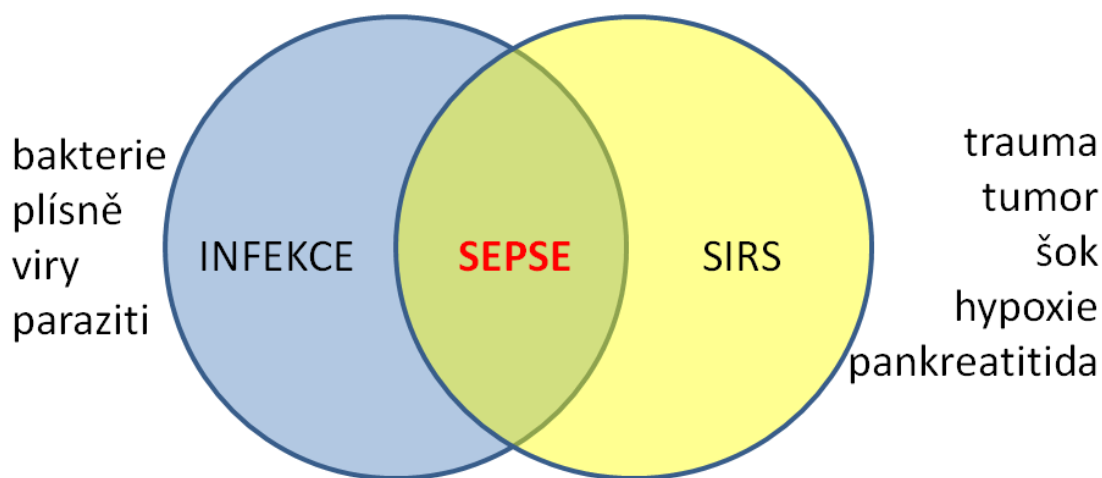 bakterie
plísně
viry
paraziti
INFEKCE
SEPSE
SIRS
trauma
tumor
šok
hypoxie
pankreatitida